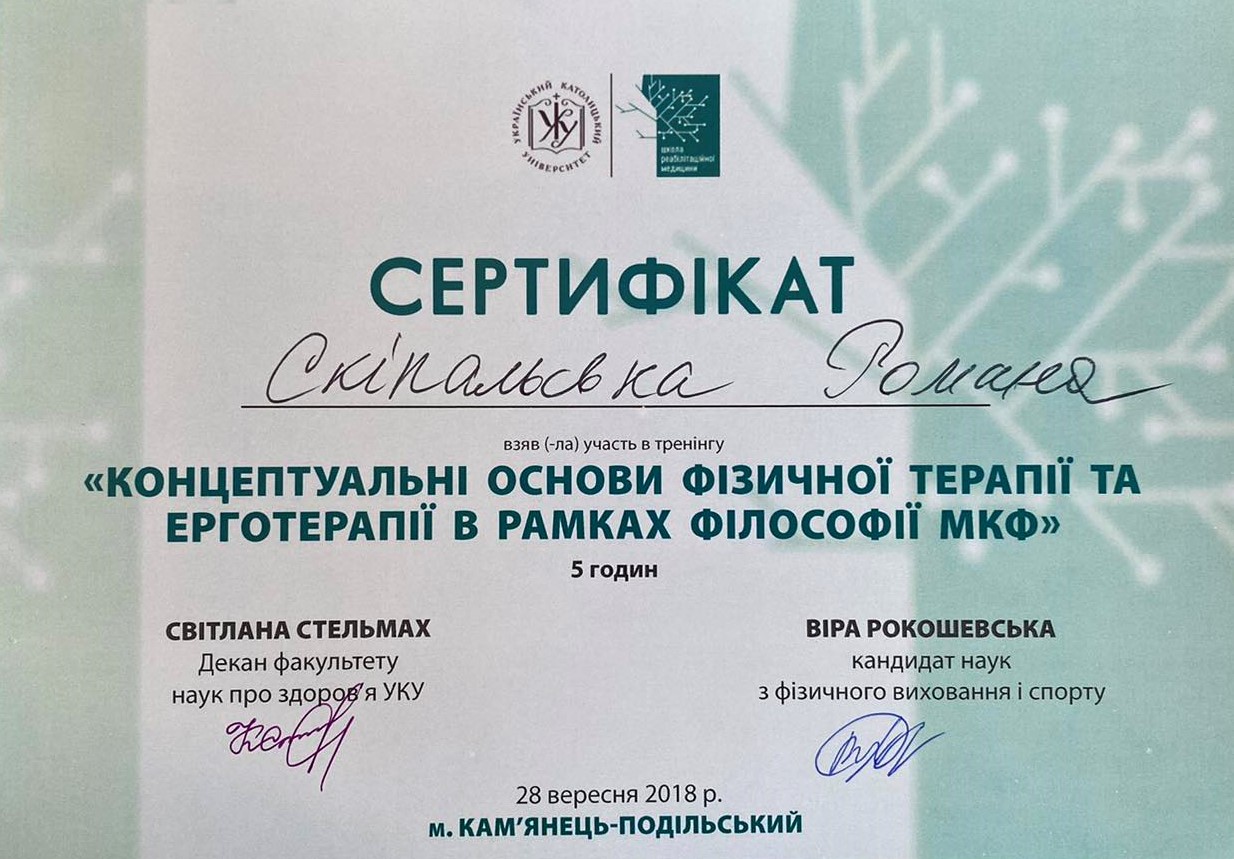 УКРАЇНСЬКИЙ КАТОЛИЦЬКИЙ УНІВЕРСИТЕТ
школа
реабілітаційної
медицини
СЕРТИФІКАТ
Скіпальська Романа
взяв (-ла) участь в тренінгу
«КОНЦЕПТУАЛЬНІ ОСНОВИ ФІЗИЧНОЇ ТЕРАПІЇ ТА
ЕРГОТЕРАПІЇ В РАМКАХ ФІЛОСОФІЇ МКФ»
5 годин
СВІТЛАНА СТЕЛЬМАХ
Декан факультету
наук про здоров’я УКУ
ВІРА РОКОШЕВСЬКА
кандидат наук
з фізичного виховання і спорту
28 вересня 2018 р.
м. КАМ’ЯНЕЦЬ-ПОДІЛЬСЬКИЙ